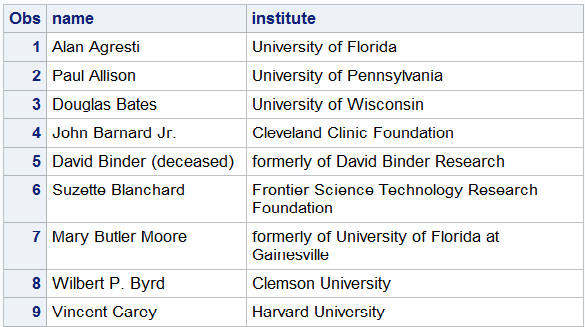 Obs name institute
1 Alan Agresti University of Florida
2 Paul Allison University of Pennsylvania
3 Douglas Bates University of Wisconsin
4 John Barnard Jr. Cleveland Clinic Foundation
5 David Binder (deceased) formerly of David Binder Research
6 Suzette Blanchard Frontier Science Technology Research
Foundation
7 Mary Butler Moore formerly of University of Florida at
Gainesville
8 Wilbert P. Byrd Clemson University
9 Vincent Carey Harvard University